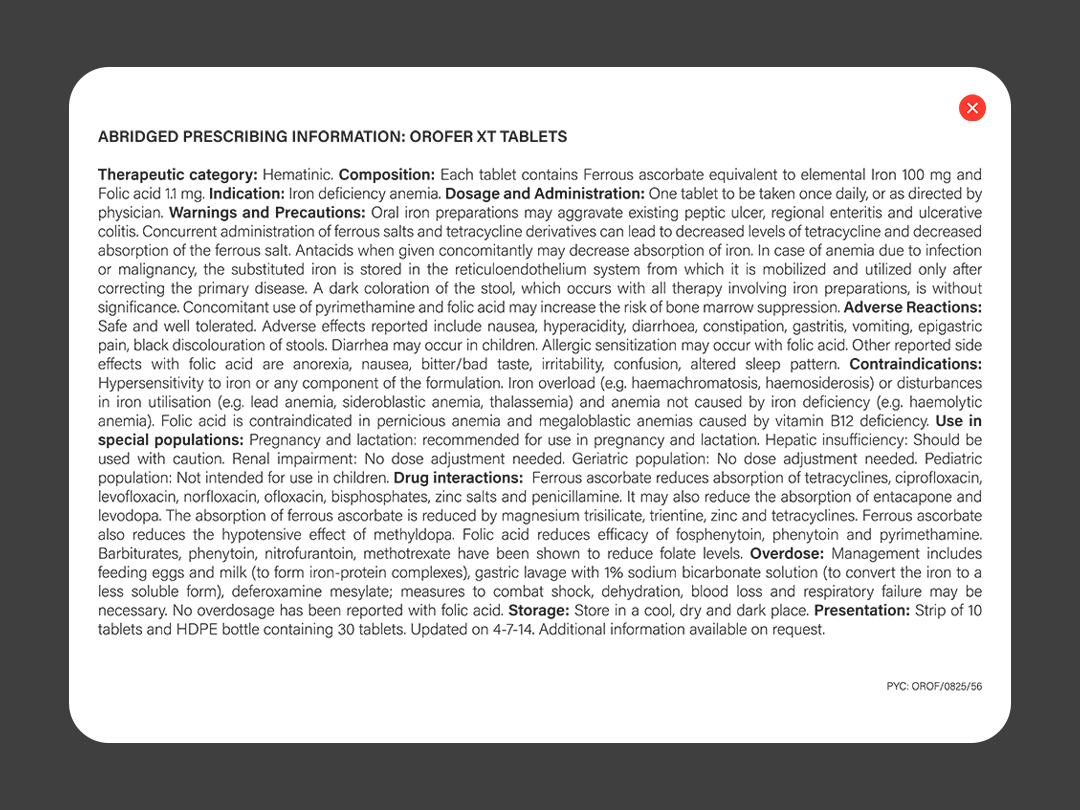 ABRIDGED PRESCRIBING INFORMATION: OROFER XT TABLETS
Therapeutic category: Hematinic. Composition: Each tablet contains Ferrous ascorbate equivalent to elemental Iron 100 mg and
Folic acid 1.1 mg. Indication: Iron deficiency anemia. Dosage and Administration: One tablet to be taken once daily, or as directed by
physician. Warnings and Precautions: Oral iron preparations may aggravate existing peptic ulcer, regional enteritis and ulcerative
colitis. Concurrent administration of ferrous salts and tetracycline derivatives can lead to decreased levels of tetracycline and decreased
absorption of the ferrous salt. Antacids when given concomitantly may decrease absorption of iron. In case of anemia due to infection
or malignancy, the substituted iron is stored in the reticuloendothelium system from which it is mobilized and utilized only after
correcting the primary disease. A dark coloration of the stool, which occurs with all therapy involving iron preparations, is without
significance. Concomitant use of pyrimethamine and folic acid may increase the risk of bone marrow suppression. Adverse Reactions:
Safe and well tolerated. Adverse effects reported include nausea, hyperacidity, diarrhoea, constipation, gastritis, vomiting, epigastric
pain, black discolouration of stools. Diarrhea may occur in children. Allergic sensitization may occur with folic acid. Other reported side
effects with folic acid are anorexia, nausea, bitter/bad taste, irritability, confusion, altered sleep pattern. Contraindications:
Hypersensitivity to iron or any component of the formulation. Iron overload (e.g. haemachromatosis, haemosiderosis) or disturbances
in iron utilisation (e.g. lead anemia, sideroblastic anemia, thalassemia) and anemia not caused by iron deficiency (e.g. haemolytic
anemia). Folic acid is contraindicated in pernicious anemia and megaloblastic anemias caused by vitamin B12 deficiency. Use in
special populations: Pregnancy and lactation: recommended for use in pregnancy and lactation. Hepatic insufficiency: Should be
used with caution. Renal impairment: No dose adjustment needed. Geriatric population: No dose adjustment needed. Pediatric
population: Not intended for use in children. Drug interactions: Ferrous ascorbate reduces absorption of tetracyclines, ciprofloxacin,
levofloxacin, norfloxacin, ofloxacin, bisphosphates, zinc salts and penicillamine. It may also reduce the absorption of entacapone and
levodopa. The absorption of ferrous ascorbate is reduced by magnesium trisilicate, trientine, zinc and tetracyclines. Ferrous ascorbate
also reduces the hypotensive effect of methyldopa. Folic acid reduces efficacy of fosphenytoin, phenytoin and pyrimethamine.
Barbiturates, phenytoin, nitrofurantoin, methotrexate have been shown to reduce folate levels. Overdose: Management includes
feeding eggs and milk (to form iron-protein complexes), gastric lavage with 1% sodium bicarbonate solution (to convert the iron to a
less soluble form), deferoxamine mesylate; measures to combat shock, dehydration, blood loss and respiratory failure may be
necessary. No overdosage has been reported with folic acid. Storage: Store in a cool, dry and dark place. Presentation: Strip of 10
tablets and HDPE bottle containing 30 tablets. Updated on 4-7-14. Additional information available on request.
PYC: OROF/0825/56